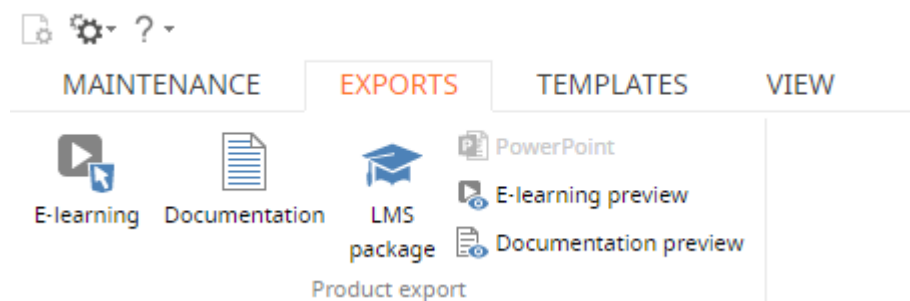 ?
MAINTENANCE EXPORTS TEMPLATES VIEW
E-learning
Documentation
LMS
package
PowerPoint
E-learning preview
Documentation preview
Product export